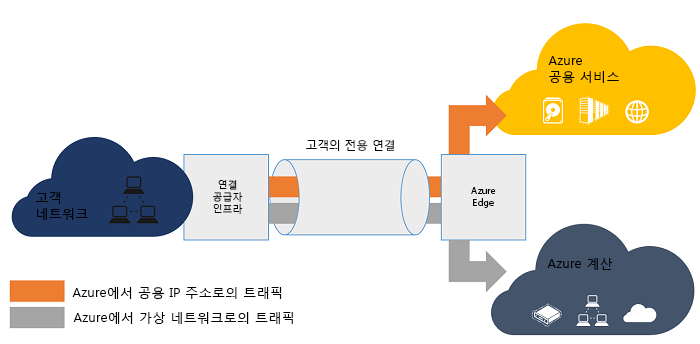 Azure
공용 서비스
고객의 전용 연결
고객
네트워크
연결
공급자
인프라
Azure
Edge
Azure 계산
Azure에서 공용 IP 주소로의 트래픽
Azure에서 가상 네트워크로의 트래픽